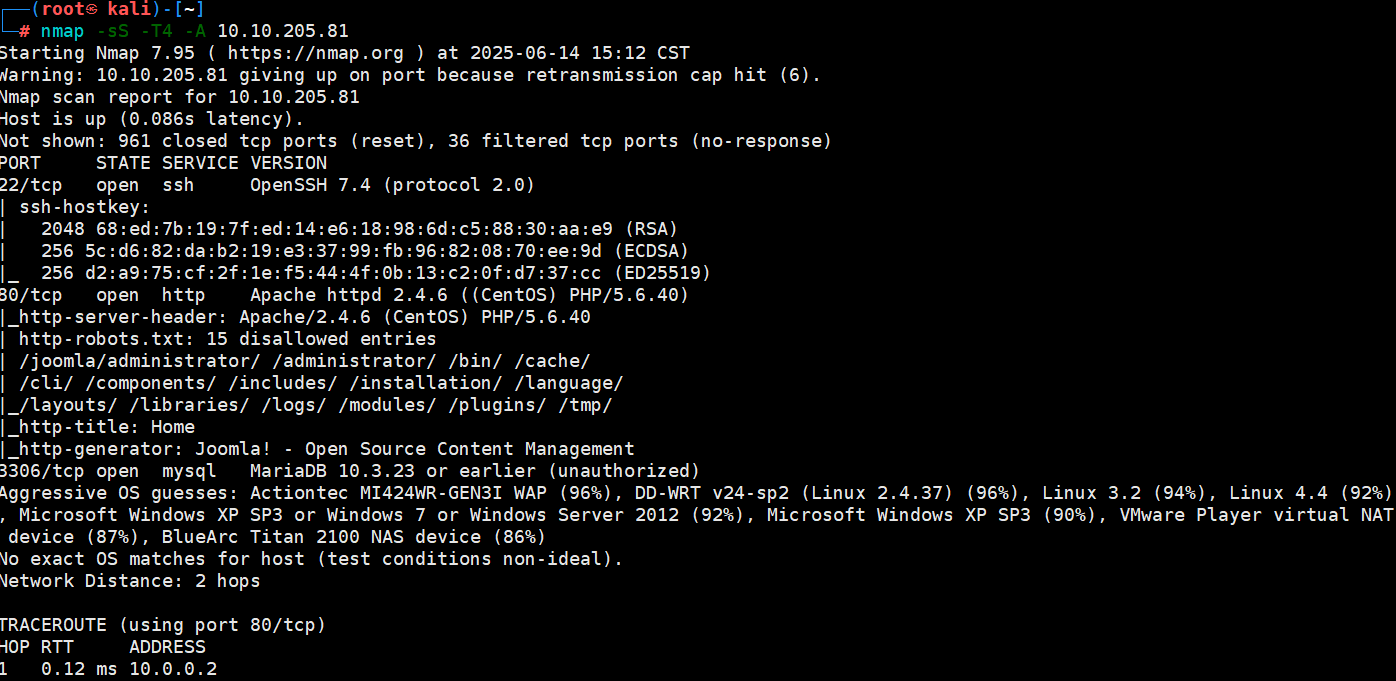 ┌──(root㉿ kali)-[~]
└─# nmap -sS -T4 -A 10.10.205.81
Starting Nmap 7.95 ( https://nmap.org ) at 2025-06-14 15:12 CST
Warning: 10.10.205.81 giving up on port because retransmission cap hit (6).
Nmap scan report for 10.10.205.81
Host is up (0.086s latency).
Not shown: 961 closed tcp ports (reset), 36 filtered tcp ports (no-response)
PORT     STATE SERVICE VERSION
22/tcp   open  ssh     OpenSSH 7.4 (protocol 2.0)
| ssh-hostkey:
|   2048 68:ed:7b:19:7f:ed:14:e6:18:98:6d:c5:88:30:aa:e9 (RSA)
|   256 5c:d6:82:da:b2:19:e3:37:99:fb:96:82:08:70:ee:9d (ECDSA)
|_  256 d2:a9:75:cf:2f:1e:f5:44:4f:0b:13:c2:0f:d7:37:cc (ED25519)
80/tcp   open  http    Apache httpd 2.4.6 ((CentOS) PHP/5.6.40)
|_http-server-header: Apache/2.4.6 (CentOS) PHP/5.6.40
| http-robots.txt: 15 disallowed entries
| /joomla/administrator/ /administrator/ /bin/ /cache/
| /cli/ /components/ /includes/ /installation/ /language/
|_/layouts/ /libraries/ /logs/ /modules/ /plugins/ /tmp/
|_http-title: Home
|_http-generator: Joomla! - Open Source Content Management
3306/tcp open  mysql   MariaDB 10.3.23 or earlier (unauthorized)
Aggressive OS guesses: Actiontec MI424WR-GEN3I WAP (96%), DD-WRT v24-sp2 (Linux 2.4.37) (96%), Linux 3.2 (94%), Linux 4.4 (92%)
, Microsoft Windows XP SP3 or Windows 7 or Windows Server 2012 (92%), Microsoft Windows XP SP3 (90%), VMware Player virtual NAT
 device (87%), BlueArc Titan 2100 NAS device (86%)
No exact OS matches for host (test conditions non-ideal).
Network Distance: 2 hops
TRACEROUTE (using port 80/tcp)
HOP RTT     ADDRESS
1   0.12 ms 10.0.0.2